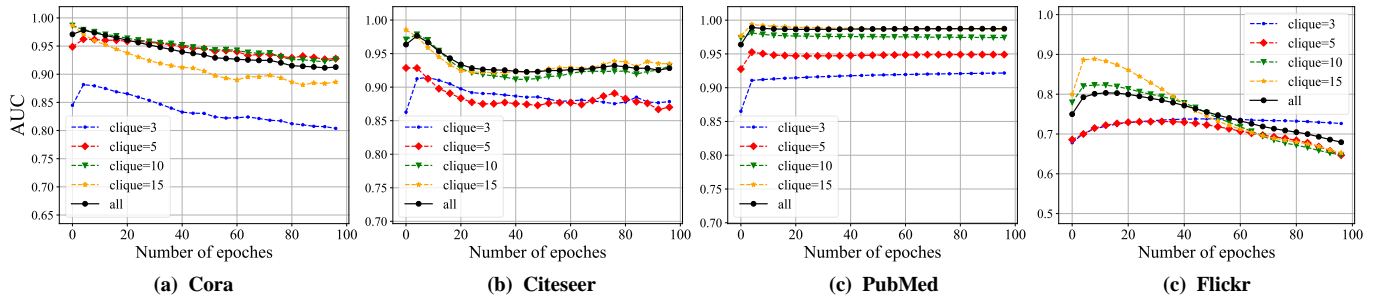 AUC
1.00
0.95
0.90
0.85
0.80
0.75
0.70
0.65
clique=3
clique=5
clique=10
clique=15
all
0 20 40 60 80 100
Number of epoches
(a) Cora
1.00
0.95
0.90
0.85
0.80
0.75
0.70
clique=3
clique=5
clique=10
clique=15
all
0 20 40 60 80 100
Number of epoches
(b) Citeseer
1.00
0.95
0.90
0.85
0.80
0.75
0.70
clique=3
clique=5
clique=10
clique=15
all
0 20 40 60 80 100
Number of epoches
(c) PubMed
1.0
0.9
0.8
0.7
0.6
0.5
clique=3
clique=5
clique=10
clique=15
all
0 20 40 60 80 100
Number of epoches
(c) Flickr